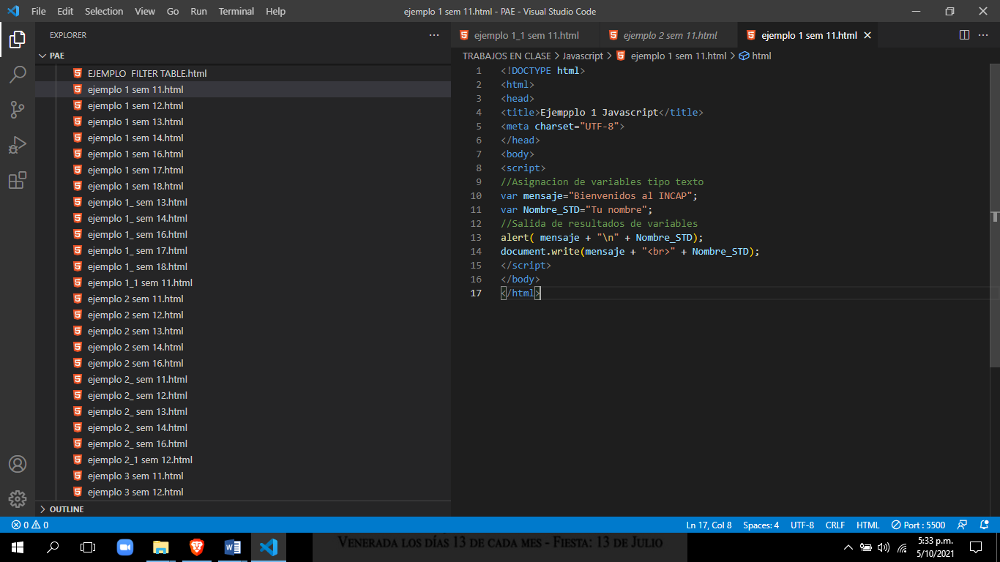 File Edit Selection View Go Run Terminal Help
ejemplo 1 sem 11.html - PAE - Visual Studio Code
EXPLORER
PAE
EJEMPLO  FILTER TABLE.html
ejemplo 1 sem 11.html
ejemplo 1 sem 12.html
ejemplo 1 sem 13.html
ejemplo 1 sem 14.html
ejemplo 1 sem 16.html
ejemplo 1 sem 17.html
ejemplo 1 sem 18.html
ejemplo 1_ sem 13.html
ejemplo 1_ sem 14.html
ejemplo 1_ sem 16.html
ejemplo 1_ sem 17.html
ejemplo 1_ sem 18.html
ejemplo 1_1 sem 11.html
ejemplo 2 sem 11.html
ejemplo 2 sem 12.html
ejemplo 2 sem 13.html
ejemplo 2 sem 14.html
ejemplo 2 sem 16.html
ejemplo 2_ sem 11.html
ejemplo 2_ sem 12.html
ejemplo 2_ sem 13.html
ejemplo 2_ sem 14.html
ejemplo 2_ sem 16.html
ejemplo 2_1 sem 12.html
ejemplo 3 sem 11.html
ejemplo 3 sem 12.html
OUTLINE
ejemplo 1_1 sem 11.html ejemplo 2 sem 11.html ejemplo 1 sem 11.html
TRABAJOS EN CLASE > Javascript > ejemplo 1 sem 11.html > html
1 <!DOCTYPE html>
2 <html>
3 <head>
4 <title>Ejempplo 1 Javascript</title>
5 <meta charset="UTF-8">
6 </head>
7 <body>
8 <script>
9 //Asignacion de variables tipo texto
10 var mensaje="Bienvenidos al INCAP";
11 var Nombre_STD="Tu nombre";
12 //Salida de resultados de variables
13 alert( mensaje + "\n" + Nombre_STD);
14 document.write(mensaje + "<br>" + Nombre_STD);
15 </script>
16 </body>
17 </html>
0 0 Ln 17, Col 8 Spaces: 4 UTF-8 CRLF HTML Port : 5500
VENERADA LOS DÍAS 13 DE CADA MES - FIESTA: 13 DE JULIO
5:33 p.m.
5/10/2021